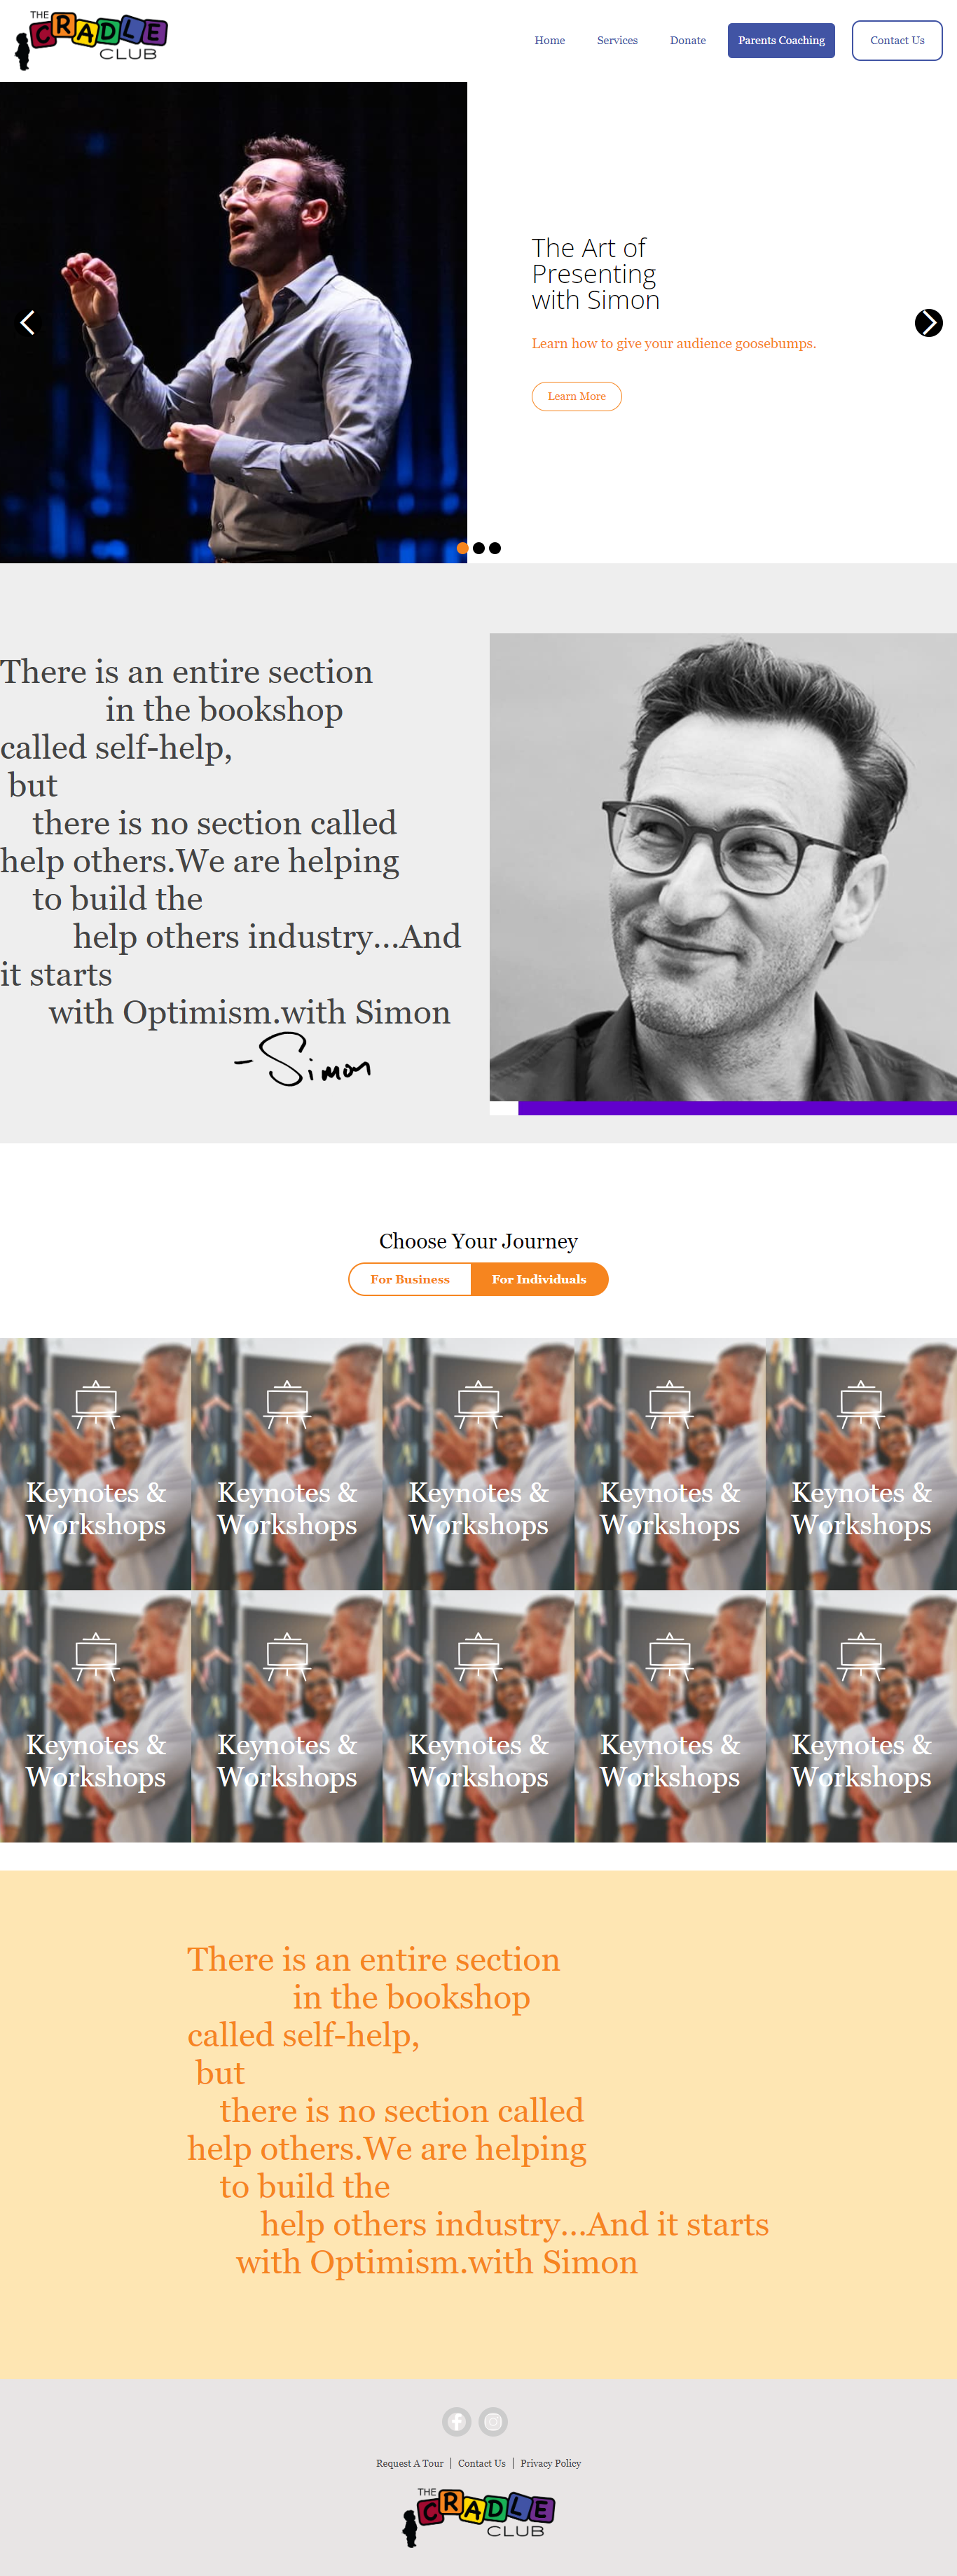 THE
CRADLE
CLUB
Home Services Donate Parents Coaching Contact Us
The Art of
Presenting
with Simon
Learn how to give your audience goosebumps.
Learn More
There is an entire section
in the bookshop
called self-help,
but
there is no section called
help others.We are helping
to build the
help others industry...And
it starts
with Optimism.with Simon
-Simon
Choose Your Journey
For Business For Individuals
Keynotes & Keynotes & Keynotes & Keynotes & Keynotes &
Workshops Workshops Workshops Workshops Workshops
Keynotes & Keynotes & Keynotes & Keynotes & Keynotes &
Workshops Workshops Workshops Workshops Workshops
There is an entire section
in the bookshop
called self-help,
but
there is no section called
help others.We are helping
to build the
help others industry...And it starts
with Optimism.with Simon
Request A Tour | Contact Us | Privacy Policy
THE
CRADLE
CLUB